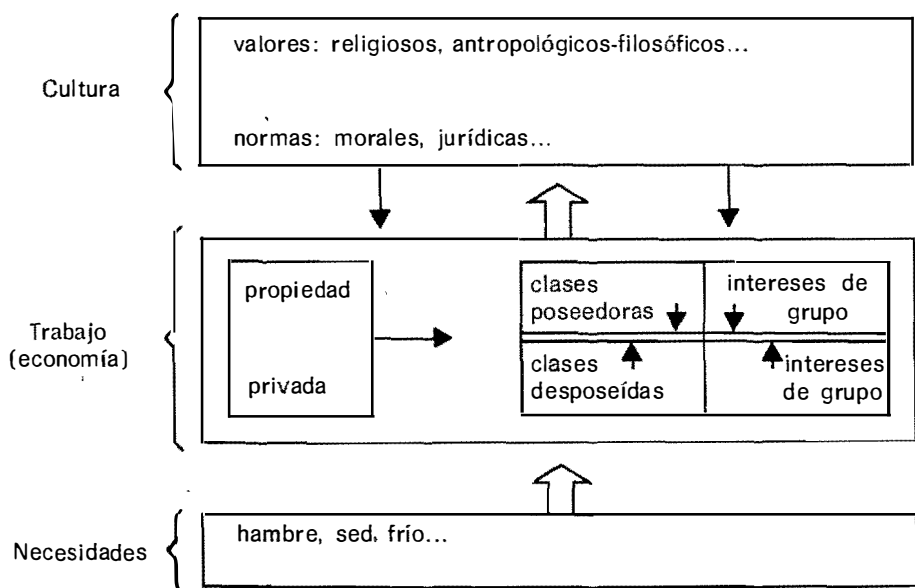 Cultura
valores: religiosos, antropológicos-filosóficos...
normas: morales, jurídicas...
Trabajo
(economía)
propiedad
privada
clases
poseedoras
intereses de
grupo
clases
desposeídas
intereses
de grupo
Necesidades
hambre, sed, frío...